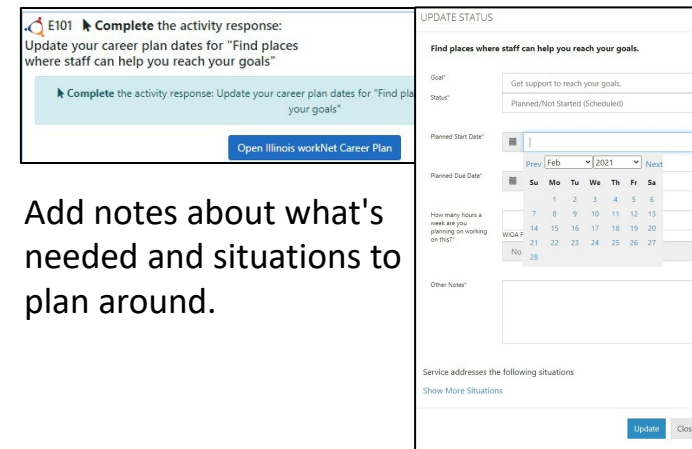 E101 Complete the activity response:
Update your career plan dates for "Find places
where staff can help you reach your goals"
Complete the activity response: Update your career plan dates for "Find pla
your goals"
Open Illinois workNet Career Plan
Add notes about what's
needed and situations to
plan around.
UPDATE STATUS
Find places where staff can help you reach your goals.
Goal*
Get support to reach your goals.
Status*
Planned/Not Started (Scheduled)
Planned Start Date*
Prev Feb 2021 Next
Su Mo Tu We Th Fr Sa
1 2 3 4 5 6
7 8 9 10 11 12 13
14 15 16 17 18 19 20
21 22 23 24 25 26 27
28
Planned Due Date*
How many hours a
week are you
planning on working
on this?*
WIOA F
No
Other Notes*
Service addresses the following situations
Show More Situations
Update Clos